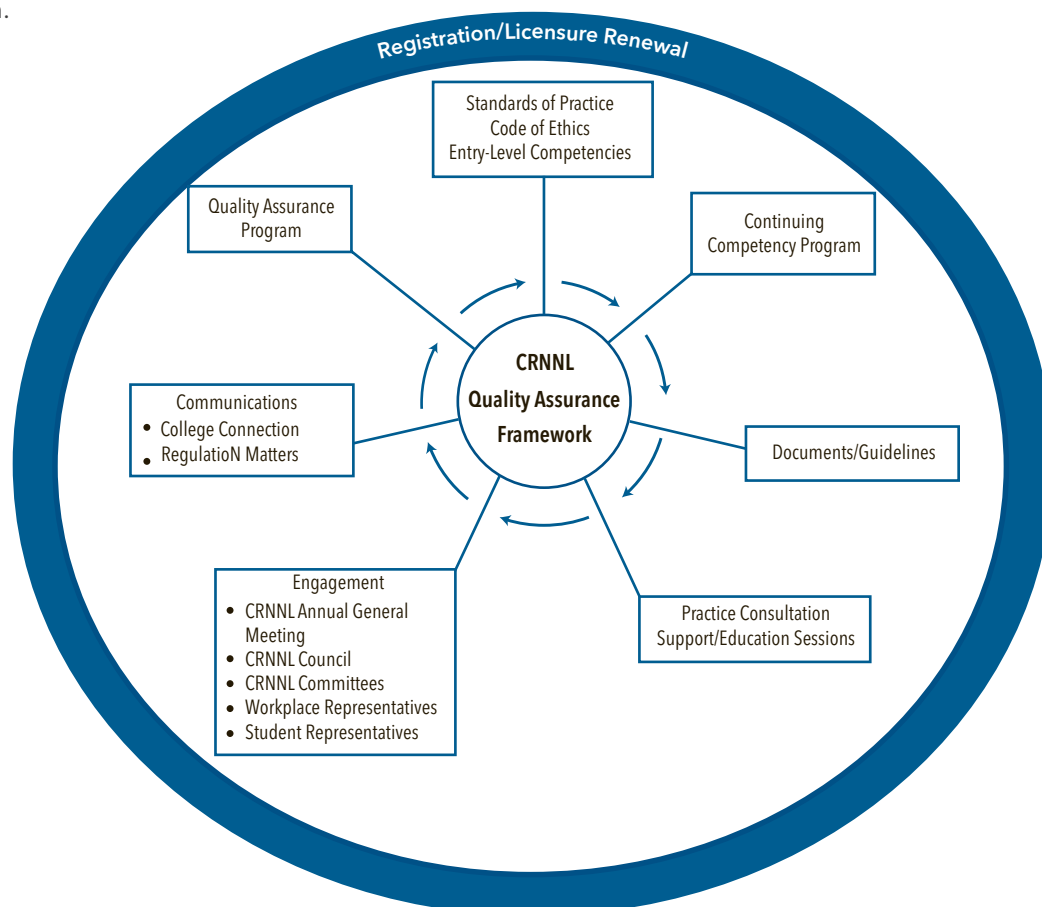 Registration/Licensure Renewal
Standards of Practice
Code of Ethics
Entry-Level Competencies
Quality Assurance
Program
Continuing
Competency Program
CRNNL
Quality Assurance
Framework
Communications
• College Connection
• RegulatioN Matters
Documents/Guidelines
Engagement
• CRNNL Annual General
Meeting
• CRNNL Council
• CRNNL Committees
• Workplace Representatives
• Student Representatives
Practice Consultation
Support/Education Sessions